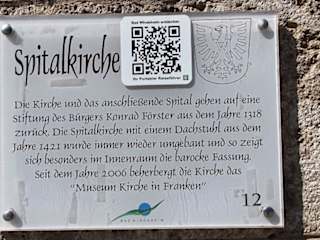 Bad Windsheim entdecken
Spitalkirche
Ihr Portabler Reiseführer
Die Kirche und das anschließende Spital gehen auf eine
Stiftung des Bürgers Konrad Förster aus dem Jahre 1318
zurück. Die Spitalkirche mit einem Dachstuhl aus dem
Jahre 1421 wurde immer wieder umgebaut und so zeigt
sich besonders im Innenraum die barocke Fassung.
Seit dem Jahre 2006 beherbergt die Kirche das
"Museum Kirche in Franken"
12
BAD WINDSHEIM